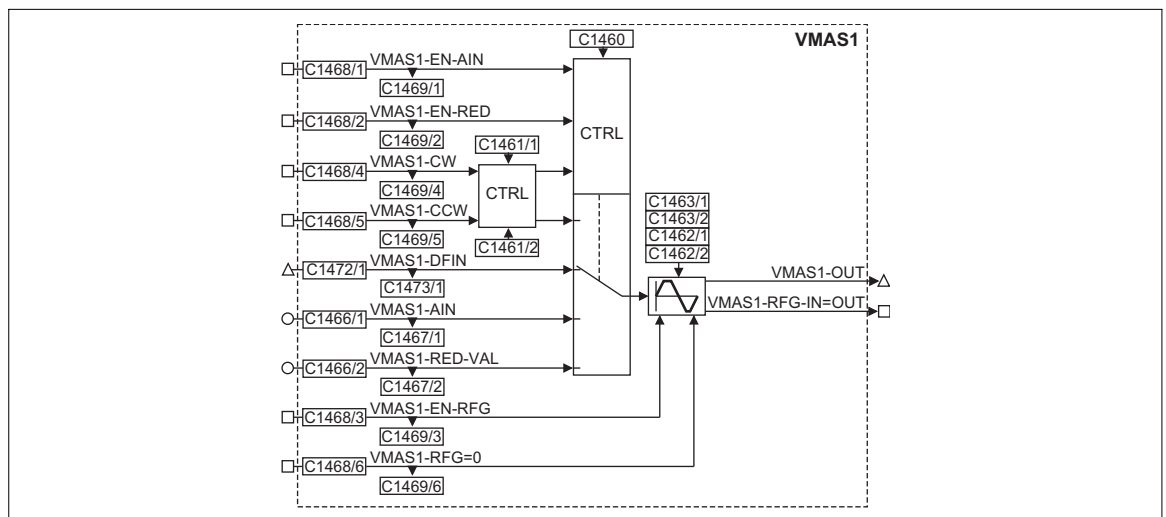 VMAS1
C1460
C1468/1 VMAS1-EN-AIN
C1469/1
C1468/2 VMAS1-EN-RED
C1469/2
C1461/1
CTRL
C1468/4 VMAS1-CW
C1469/4
CTRL
C1468/5 VMAS1-CCW
C1469/5
C1461/2
C1463/1
C1463/2
C1462/1
C1462/2
C1472/1 VMAS1-DFIN
C1473/1
VMAS1-OUT
VMAS1-RFG-IN=OUT
C1466/1 VMAS1-AIN
C1467/1
C1466/2 VMAS1-RED-VAL
C1467/2
C1468/3 VMAS1-EN-RFG
C1469/3
C1468/6 VMAS1-RFG=0
C1469/6